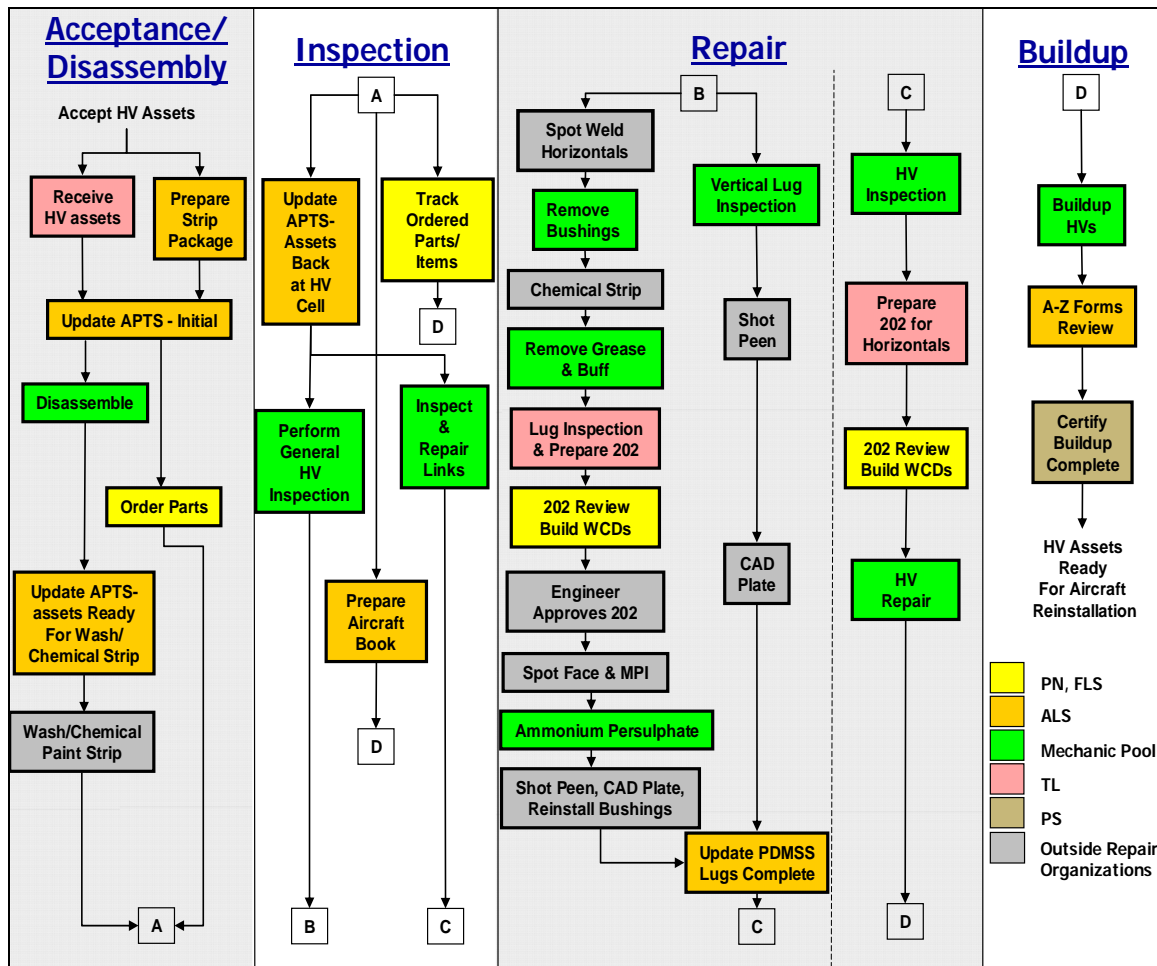 Acceptance/
Disassembly
Accept HV Assets
Receive
HV assets
Prepare
Strip
Package
Update APTS - Initial
Disassemble
Order Parts
Update APTS-
assets Ready
For Wash/
Chemical Strip
Wash/Chemical
Paint Strip
A
Inspection
A
Update
APTS-
Assets
Back
at HV
Cell
Track
Ordered
Parts/
Items
D
Perform
General
HV
Inspection
Inspect
&
Repair
Links
Prepare
Aircraft
Book
D
B
C
Repair
B
Spot Weld
Horizontals
Remove
Bushings
Chemical Strip
Remove Grease
& Buff
Lug Inspection
& Prepare 202
202 Review
Build WCDs
Engineer
Approves 202
Spot Face & MPI
Ammonium Persulphate
Shot Peen, CAD Plate,
Reinstall Bushings
Vertical Lug
Inspection
Shot
Peen
CAD
Plate
Update PDMSS
Lugs Complete
C
C
HV
Inspection
Prepare
202 for
Horizontals
202 Review
Build WCDs
HV
Repair
D
Buildup
D
Buildup
HVs
A-Z Forms
Review
Certify
Buildup
Complete
HV Assets
Ready
For Aircraft
Reinstallation
PN, FLS
ALS
Mechanic Pool
TL
PS
Outside Repair
Organizations